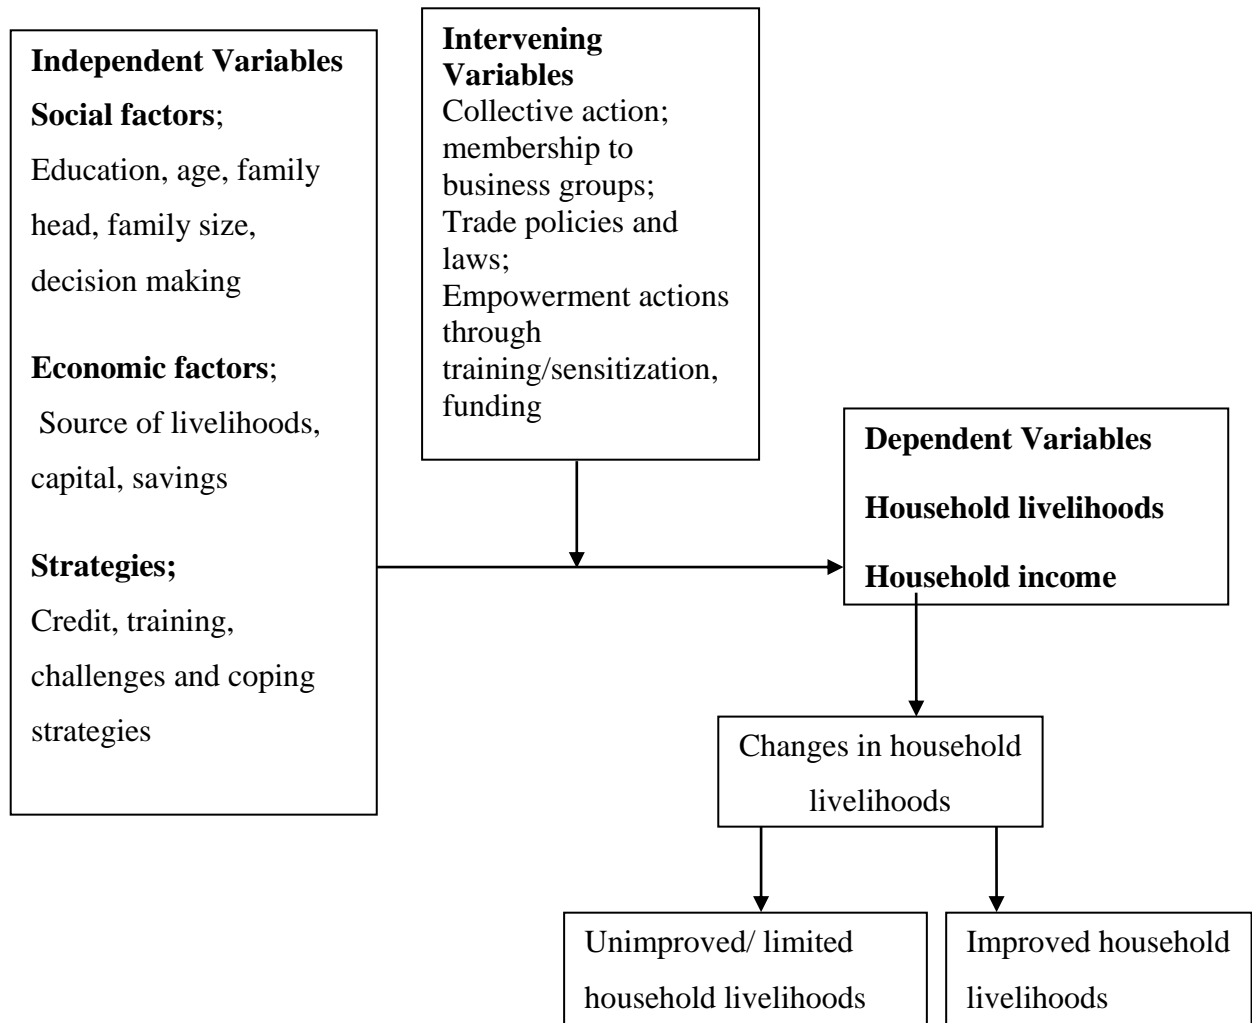 Independent Variables
Social factors;
Education, age, family
head, family size,
decision making
Economic factors;
Source of livelihoods,
capital, savings
Strategies;
Credit, training,
challenges and coping
strategies
Intervening
Variables
Collective action;
membership to
business groups;
Trade policies and
laws;
Empowerment actions
through
training/sensitization,
funding
Dependent Variables
Household livelihoods
Household income
Changes in household
livelihoods
Unimproved/ limited
household livelihoods
Improved household
livelihoods